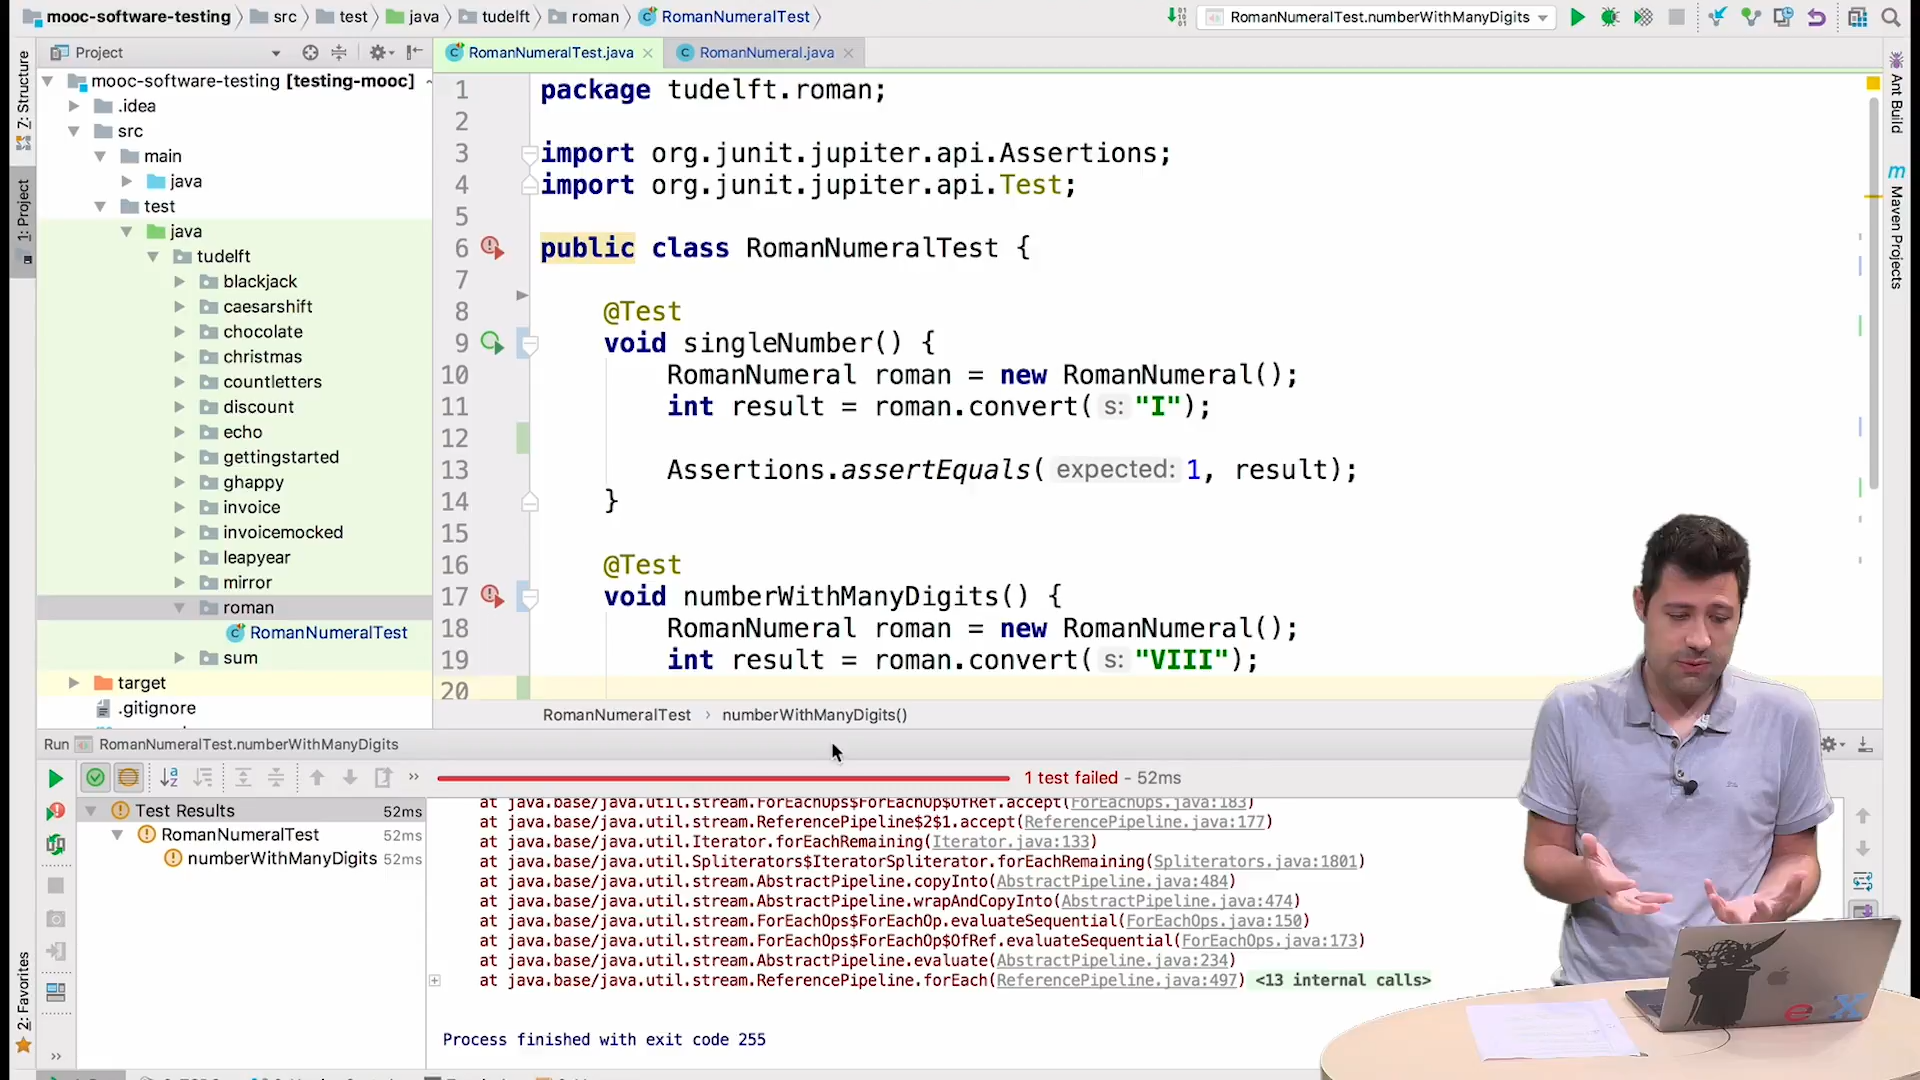 mooc-software-testing src test java tudelft roman RomanNumeralTest
RomanNumeralTest.numberWithManyDigits
Project
RomanNumeralTest.java
RomanNumeral.java
Z: Structure
1: Project
2: Favorites
Ant Build
Maven Projects
mooc-software-testing [testing-mooc]
.idea
src
main
java
test
java
tudelft
blackjack
caesarshift
chocolate
christmas
countletters
discount
echo
gettingstarted
ghappy
invoice
invoicemocked
leapyear
mirror
roman
RomanNumeralTest
sum
target
.gitignore
1 package tudelft.roman;
2
3 import org.junit.jupiter.api.Assertions;
4 import org.junit.jupiter.api.Test;
5
6 public class RomanNumeralTest {
7
8 @Test
9 void singleNumber() {
10 RomanNumeral roman = new RomanNumeral();
11 int result = roman.convert( s: "I");
12
13 Assertions.assertEquals( expected: 1, result);
14 }
15
16 @Test
17 void numberWithManyDigits() {
18 RomanNumeral roman = new RomanNumeral();
19 int result = roman.convert( s: "VIII");
20
RomanNumeralTest › numberWithManyDigits()
Run RomanNumeralTest.numberWithManyDigits
1 test failed - 52ms
Test Results 52ms
RomanNumeralTest 52ms
numberWithManyDigits 52ms
at java.base/java.util.stream.ForEachOps$ForEachOp$OfRef.accept(ForEachOps.java:183)
at java.base/java.util.stream.ReferencePipeline$2$1.accept(ReferencePipeline.java:177)
at java.base/java.util.Iterator.forEachRemaining(Iterator.java:133)
at java.base/java.util.Spliterators$IteratorSpliterator.forEachRemaining(Spliterators.java:1801)
at java.base/java.util.stream.AbstractPipeline.copyInto(AbstractPipeline.java:484)
at java.base/java.util.stream.AbstractPipeline.wrapAndCopyInto(AbstractPipeline.java:474)
at java.base/java.util.stream.ForEachOps$ForEachOp.evaluateSequential(ForEachOps.java:150)
at java.base/java.util.stream.ForEachOps$ForEachOp$OfRef.evaluateSequential(ForEachOps.java:173)
at java.base/java.util.stream.AbstractPipeline.evaluate(AbstractPipeline.java:234)
at java.base/java.util.stream.ReferencePipeline.forEach(ReferencePipeline.java:497) <13 internal calls>
Process finished with exit code 255